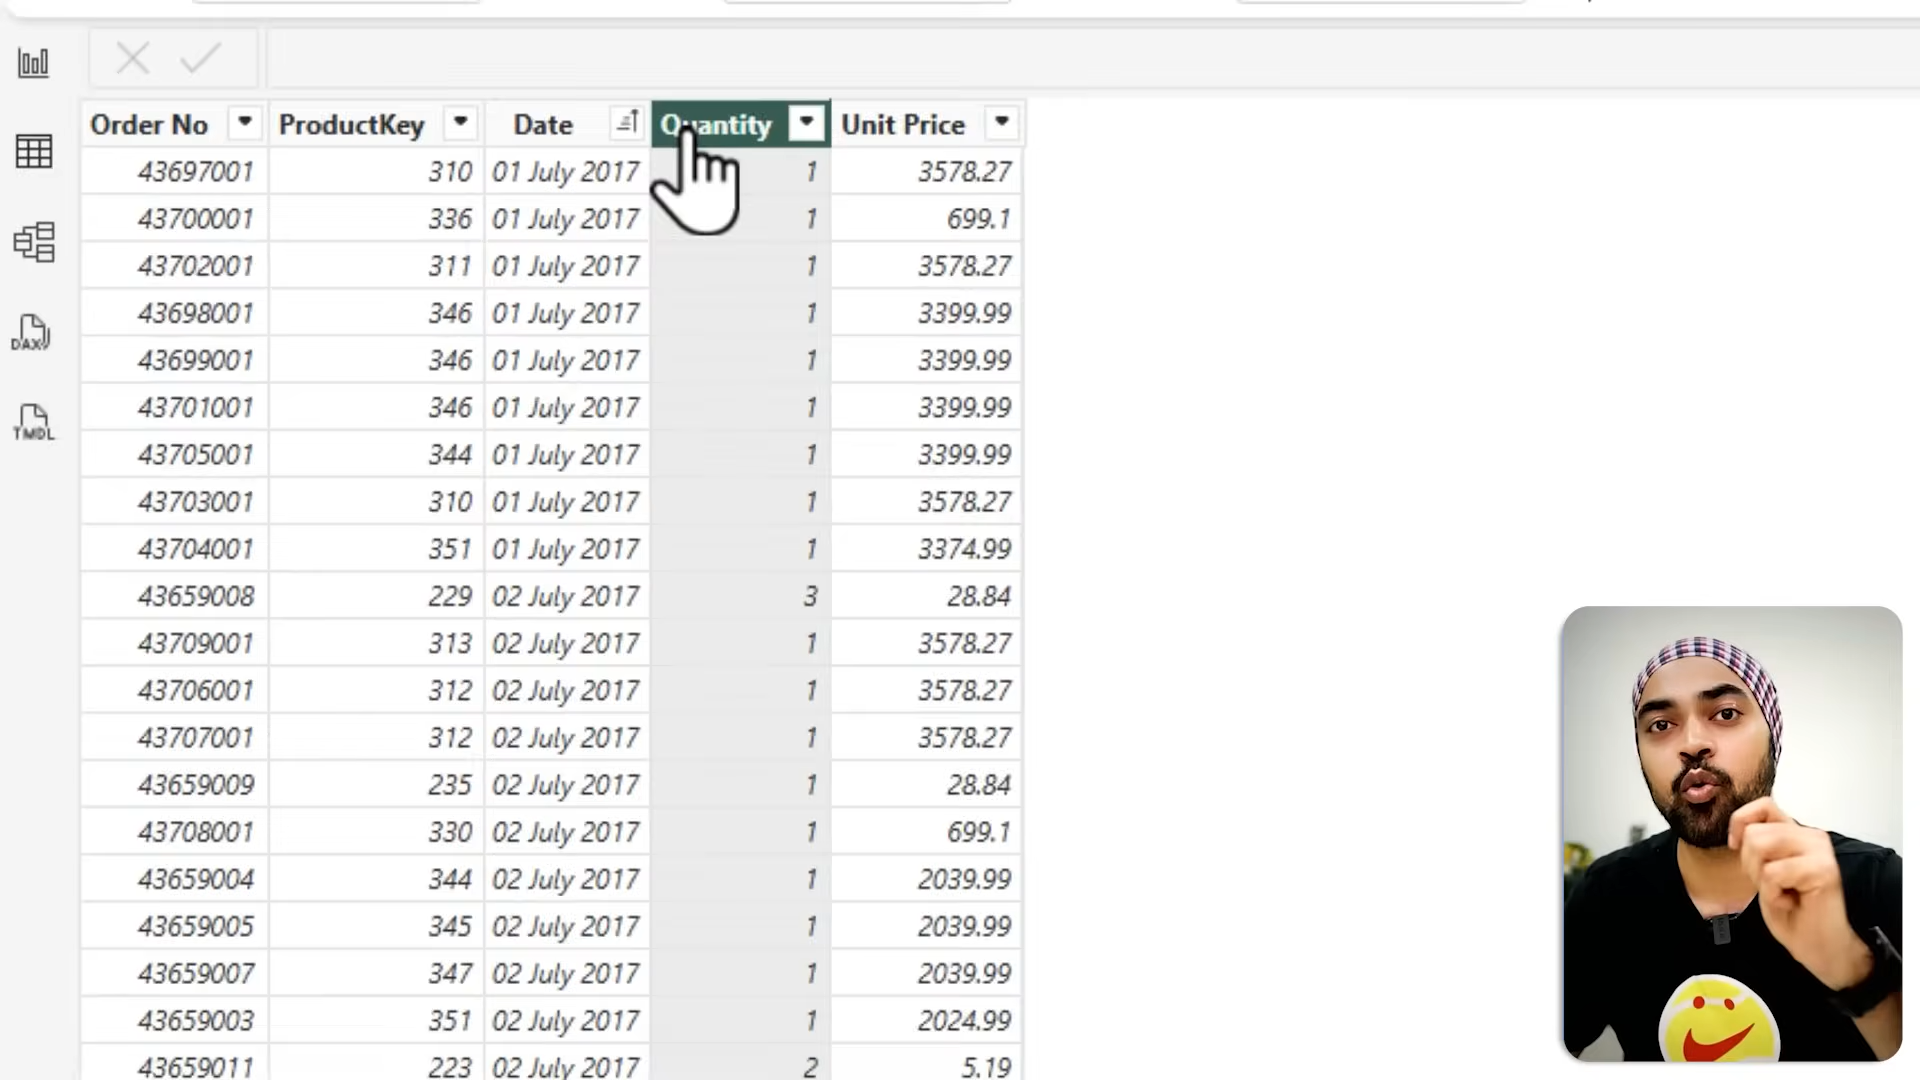 Order No ProductKey Date Quantity Unit Price
43697001 310 01 July 2017 1 3578.27
43700001 336 01 July 2017 1 699.1
43702001 311 01 July 2017 1 3578.27
43698001 346 01 July 2017 1 3399.99
43699001 346 01 July 2017 1 3399.99
43701001 346 01 July 2017 1 3399.99
43705001 344 01 July 2017 1 3399.99
43703001 310 01 July 2017 1 3578.27
43704001 351 01 July 2017 1 3374.99
43659008 229 02 July 2017 3 28.84
43709001 313 02 July 2017 1 3578.27
43706001 312 02 July 2017 1 3578.27
43707001 312 02 July 2017 1 3578.27
43659009 235 02 July 2017 1 28.84
43708001 330 02 July 2017 1 699.1
43659004 344 02 July 2017 1 2039.99
43659005 345 02 July 2017 1 2039.99
43659007 347 02 July 2017 1 2039.99
43659003 351 02 July 2017 1 2024.99
43659011 223 02 July 2017 2 5.19
DAX
TMDL